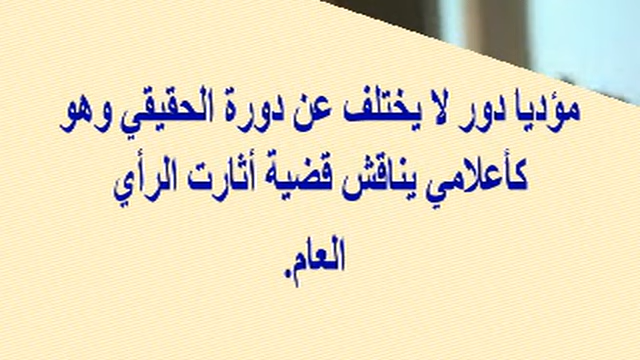 مؤديا دور لا يختلف عن دورة الحقيقي وهو
كأعلامي يناقش قضية أثارت الرأي
العام.